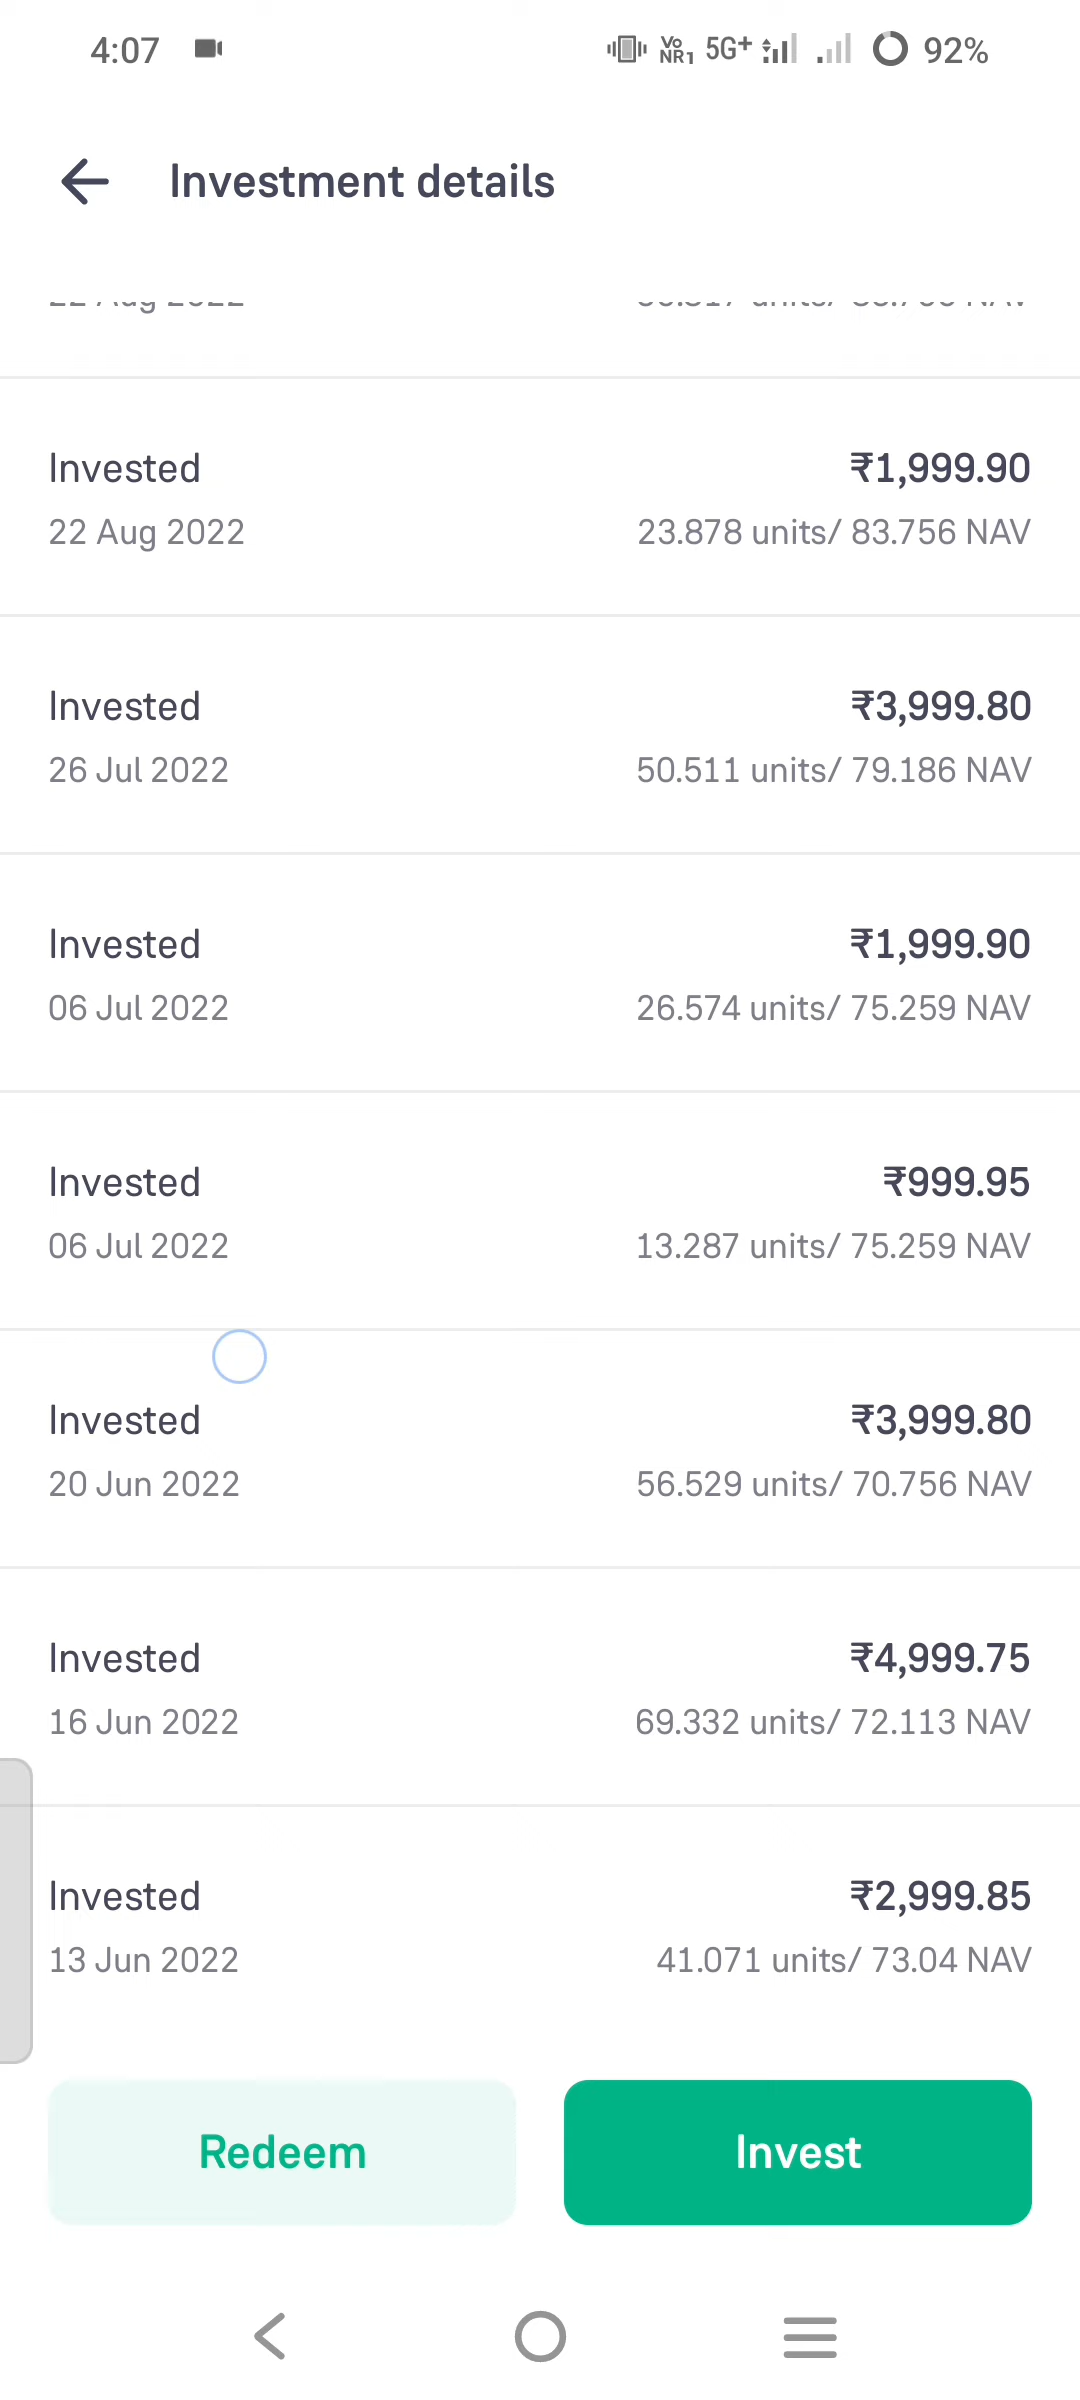 4:07
Vo NR1 5G+ 92%
Investment details
22 Aug 2022
Invested ₹1,999.90
22 Aug 2022 23.878 units/ 83.756 NAV
Invested ₹3,999.80
26 Jul 2022 50.511 units/ 79.186 NAV
Invested ₹1,999.90
06 Jul 2022 26.574 units/ 75.259 NAV
Invested ₹999.95
06 Jul 2022 13.287 units/ 75.259 NAV
Invested ₹3,999.80
20 Jun 2022 56.529 units/ 70.756 NAV
Invested ₹4,999.75
16 Jun 2022 69.332 units/ 72.113 NAV
Invested ₹2,999.85
13 Jun 2022 41.071 units/ 73.04 NAV
Redeem Invest